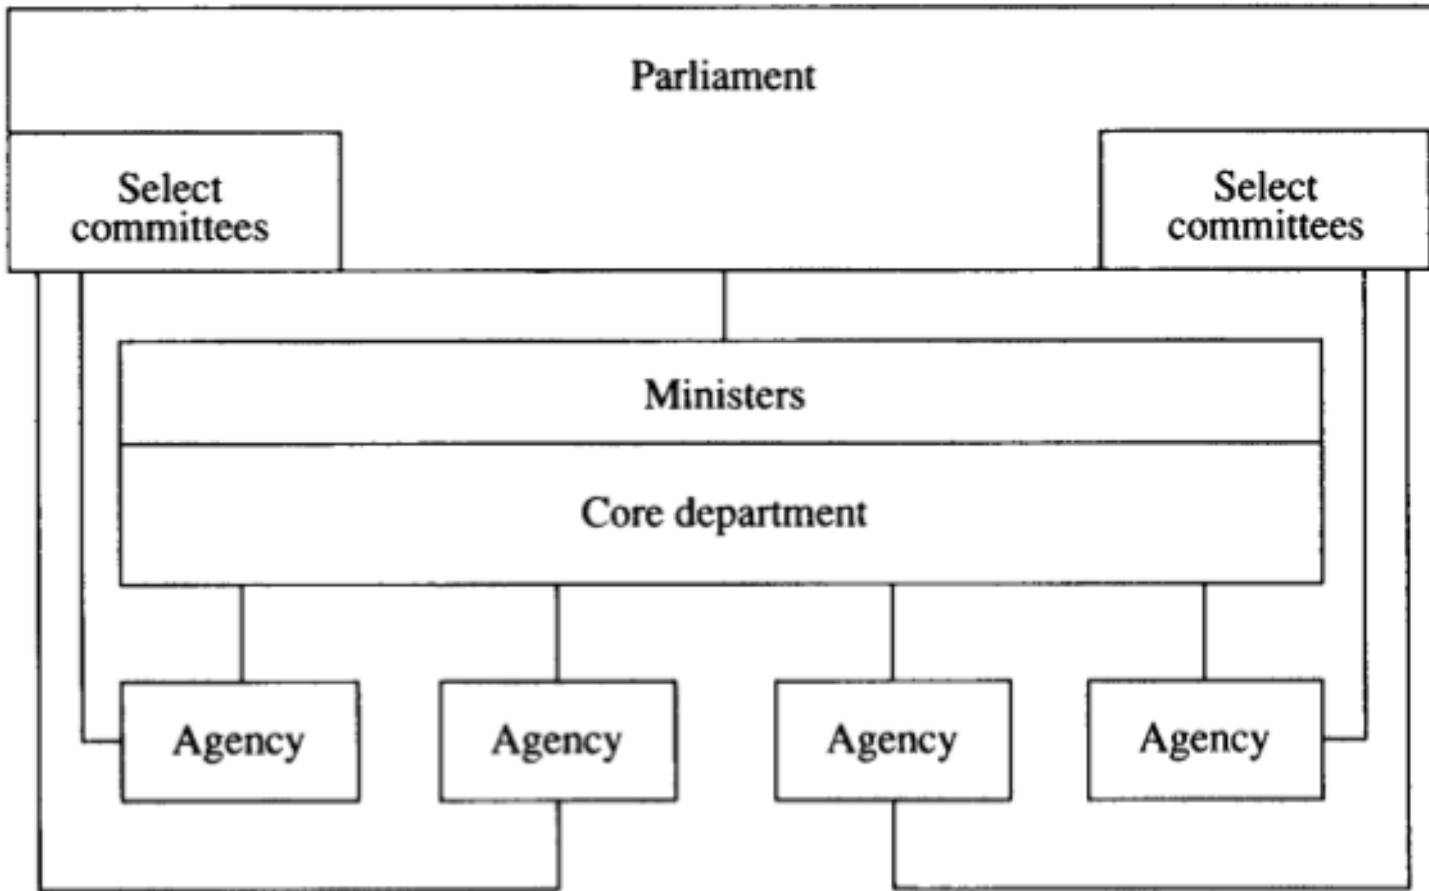 Parliament
Select
committees
Select
committees
Ministers
Core department
Agency
Agency
Agency
Agency